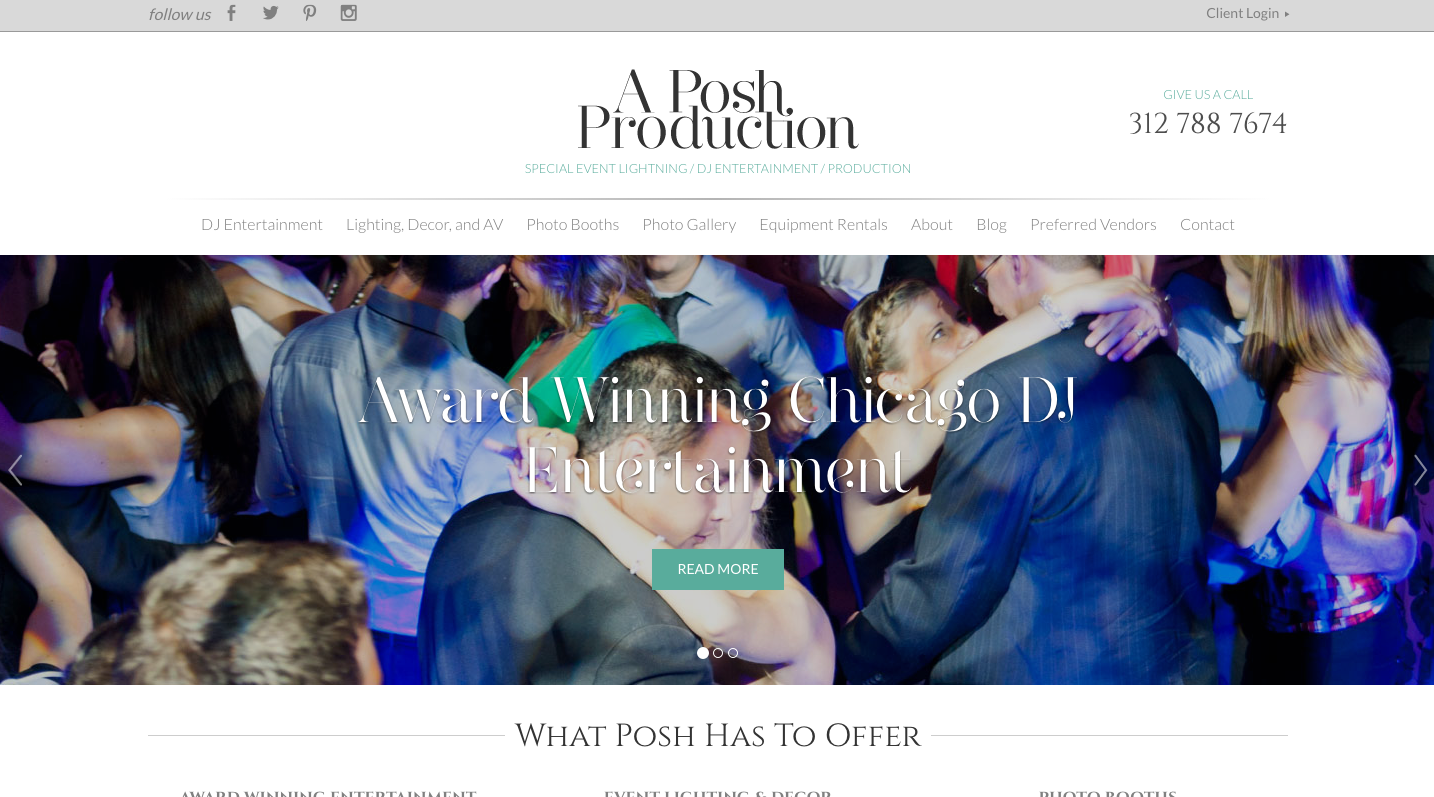 follow us
Client Login
A Posh
Production
GIVE US A CALL
312 788 7674
SPECIAL EVENT LIGHTNING / DJ ENTERTAINMENT / PRODUCTION
DJ Entertainment Lighting, Decor, and AV Photo Booths Photo Gallery Equipment Rentals About Blog Preferred Vendors Contact
Award Winning Chicago DJ
Entertainment
READ MORE
What Posh Has To Offer
AWARD WINNING ENTERTAINMENT EVENT LIGHTING & DECOR PHOTO BOOTHS